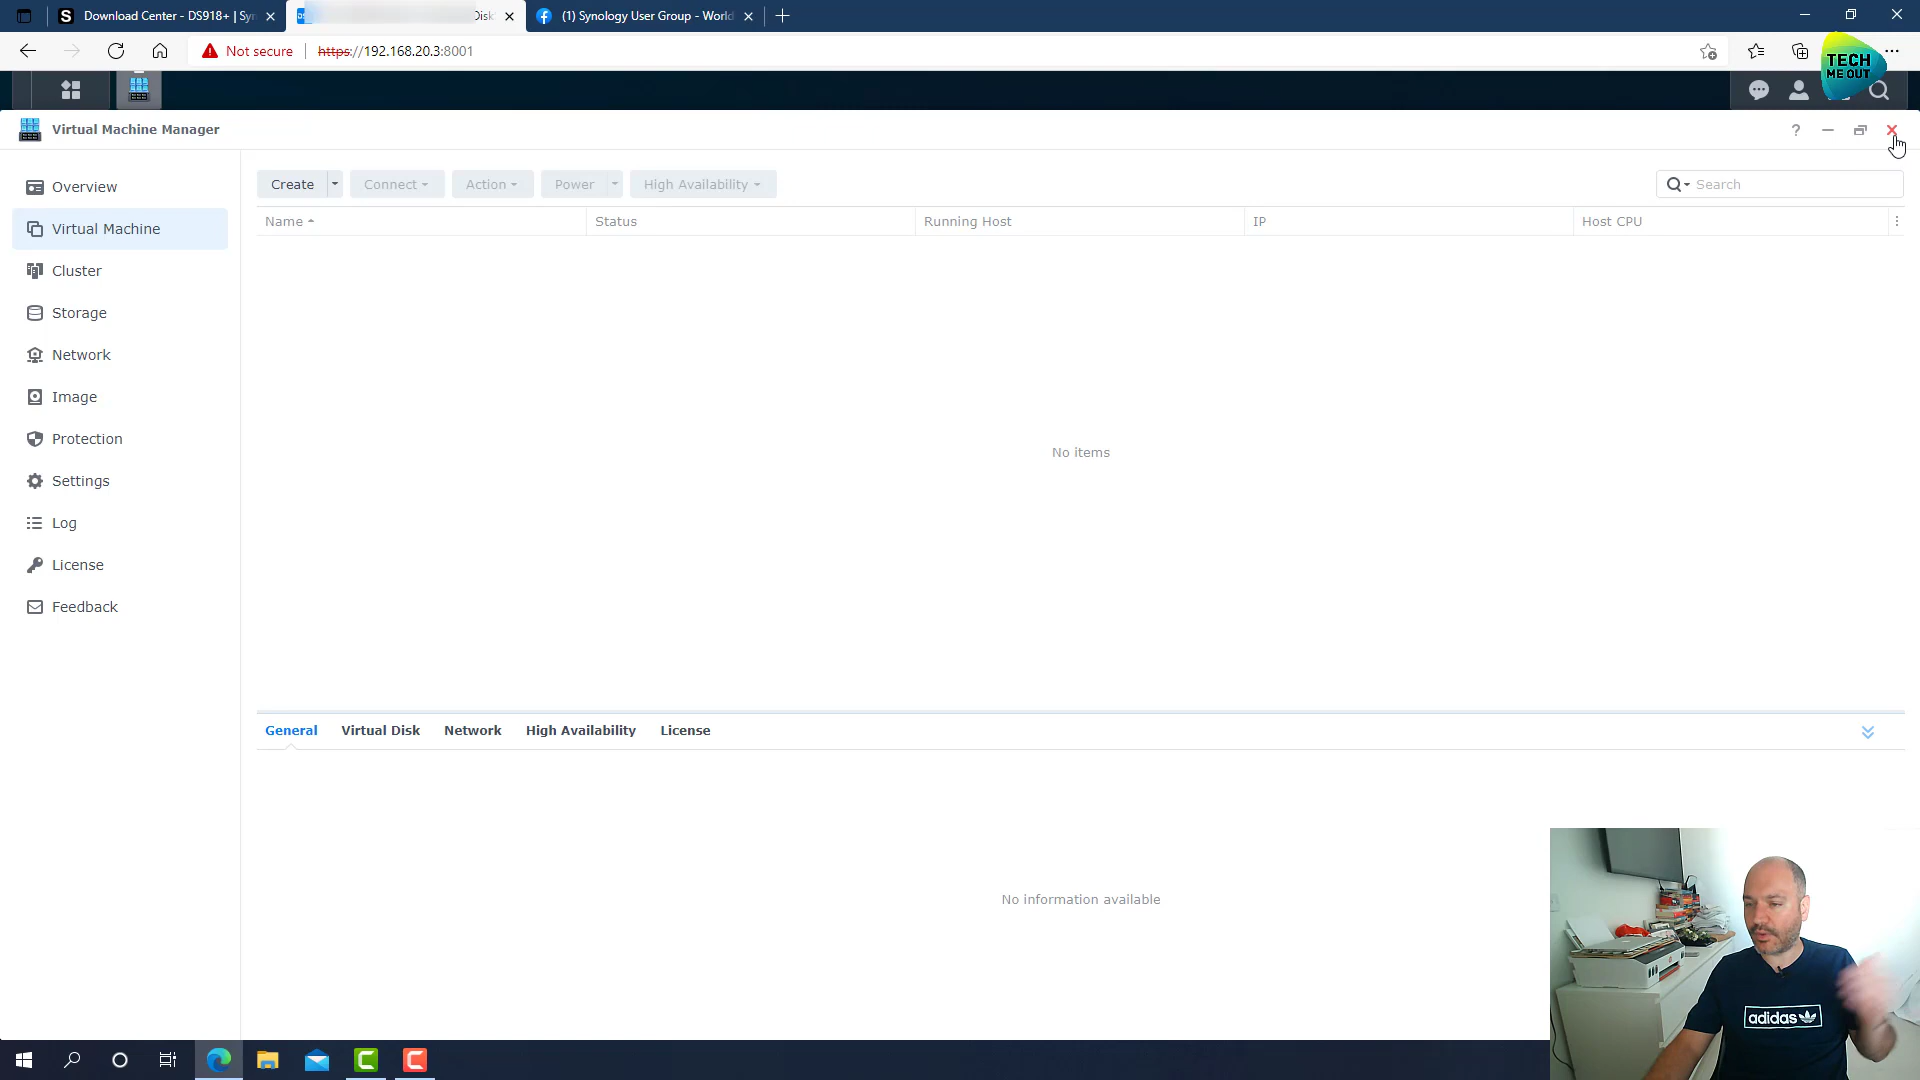 Download Center - DS918+ | Syn
Disk
(1) Synology User Group - World
Not secure
https://192.168.20.3:8001
TECH
ME OUT
Virtual Machine Manager
?
Overview
Virtual Machine
Cluster
Storage
Network
Image
Protection
Settings
Log
License
Feedback
Create
Connect
Action
Power
High Availability
Search
Name
Status
Running Host
IP
Host CPU
No items
General
Virtual Disk
Network
High Availability
License
No information available
adidas